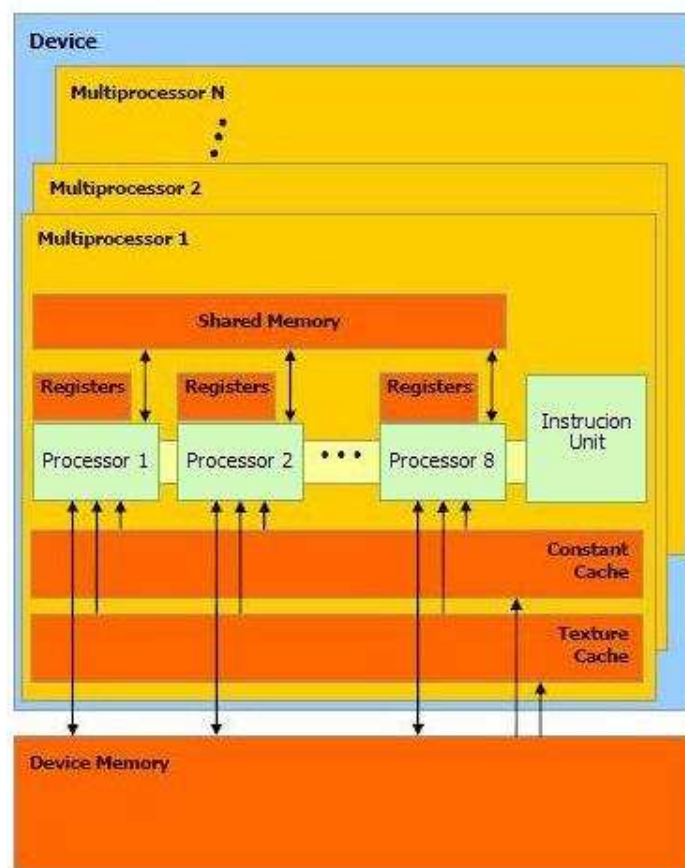 Device
Multiprocessor N
Multiprocessor 2
Multiprocessor 1
Shared Memory
Registers
Registers
Registers
Processor 1
Processor 2
Processor 8
Instrucion
Unit
Constant
Cache
Texture
Cache
Device Memory